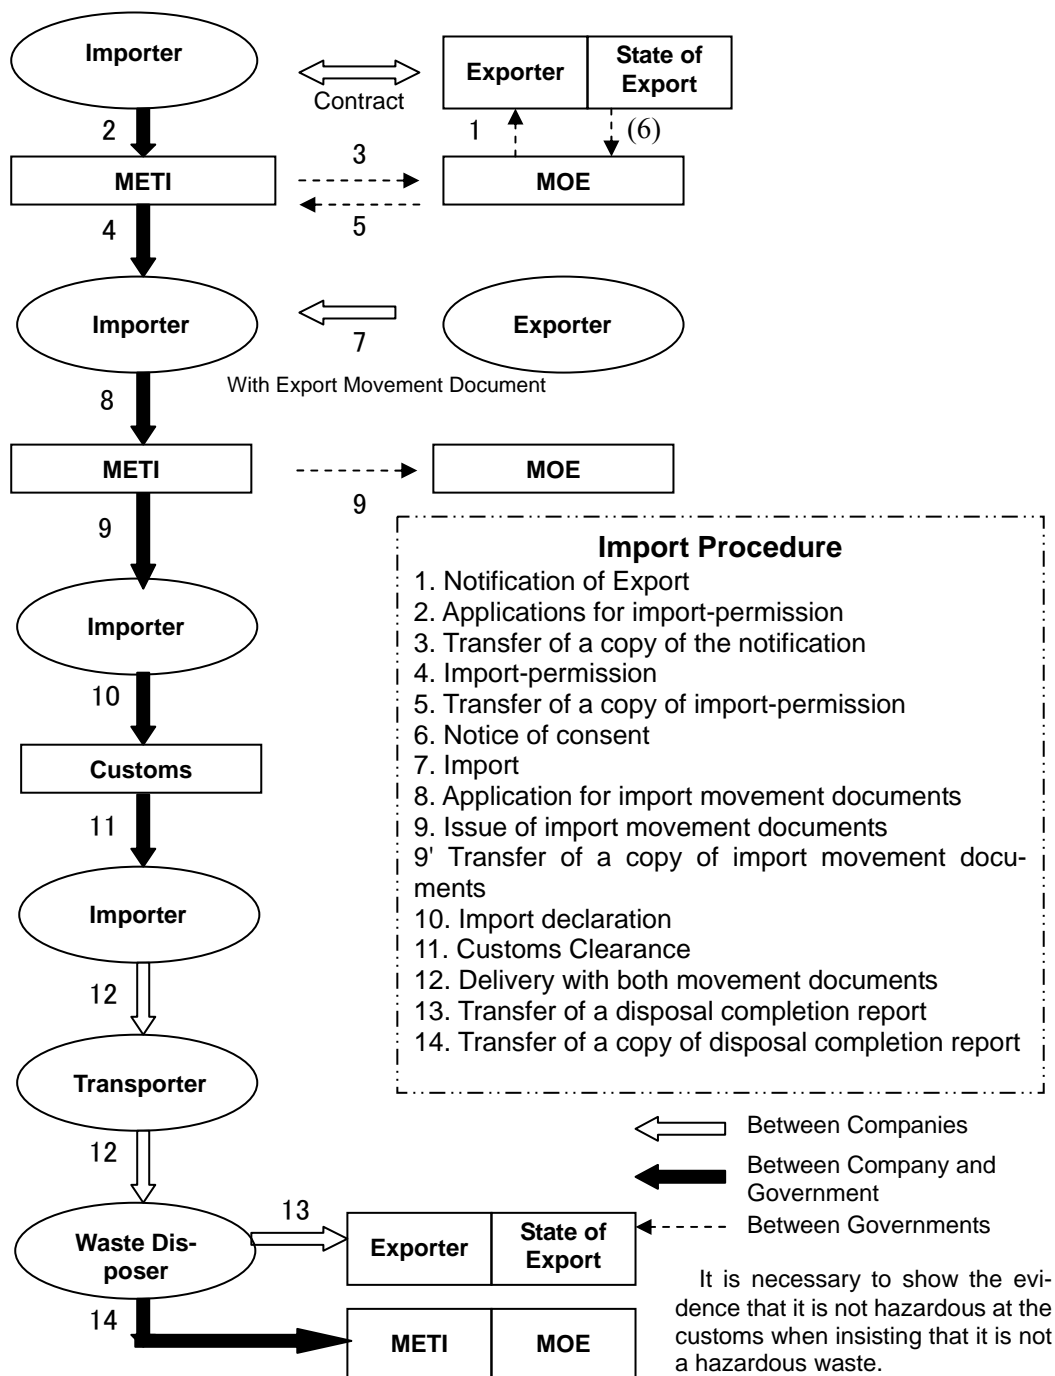 Importer
Exporter
State of
Export
Contract
2
1
(6)
METI
3
MOE
5
4
Importer
7
Exporter
With Export Movement Document
8
METI
9
MOE
9
Import Procedure
1. Notification of Export
2. Applications for import-permission
3. Transfer of a copy of the notification
4. Import-permission
5. Transfer of a copy of import-permission
6. Notice of consent
7. Import
8. Application for import movement documents
9. Issue of import movement documents
9' Transfer of a copy of import movement docu-
ments
10. Import declaration
11. Customs Clearance
12. Delivery with both movement documents
13. Transfer of a disposal completion report
14. Transfer of a copy of disposal completion report
Importer
10
Customs
11
Importer
12
Transporter
12
Waste Dis-
poser
13
Exporter
State of
Export
14
METI
MOE
Between Companies
Between Company and
Government
Between Governments
It is necessary to show the evi-
dence that it is not hazardous at the
customs when insisting that it is not
a hazardous waste.